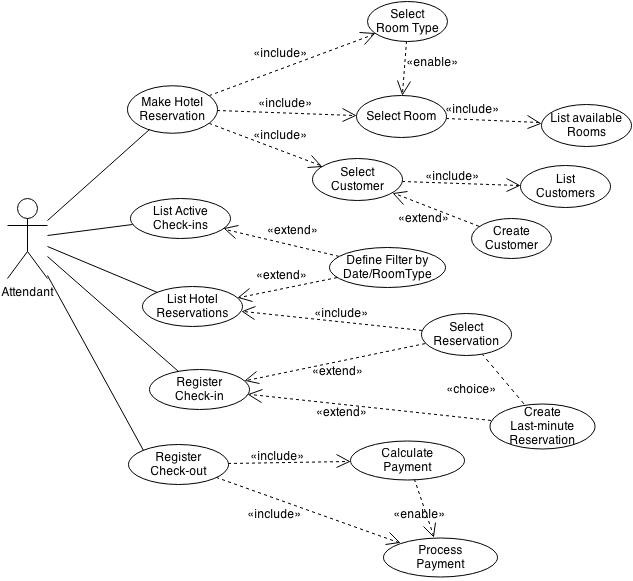 Select
Room Type
«include»
«enable»
Make Hotel
Reservation
«include»
Select Room
«include»
List available
Rooms
«include»
Select
Customer
«include»
List
Customers
List Active
Check-ins
«extend»
«extend»
Create
Customer
Attendant
Define Filter by
Date/RoomType
«extend»
List Hotel
Reservations
«include»
Select
Reservation
Register
Check-in
«extend»
«choice»
«extend»
Create
Last-minute
Reservation
Register
Check-out
«include»
Calculate
Payment
«include»
«enable»
Process
Payment